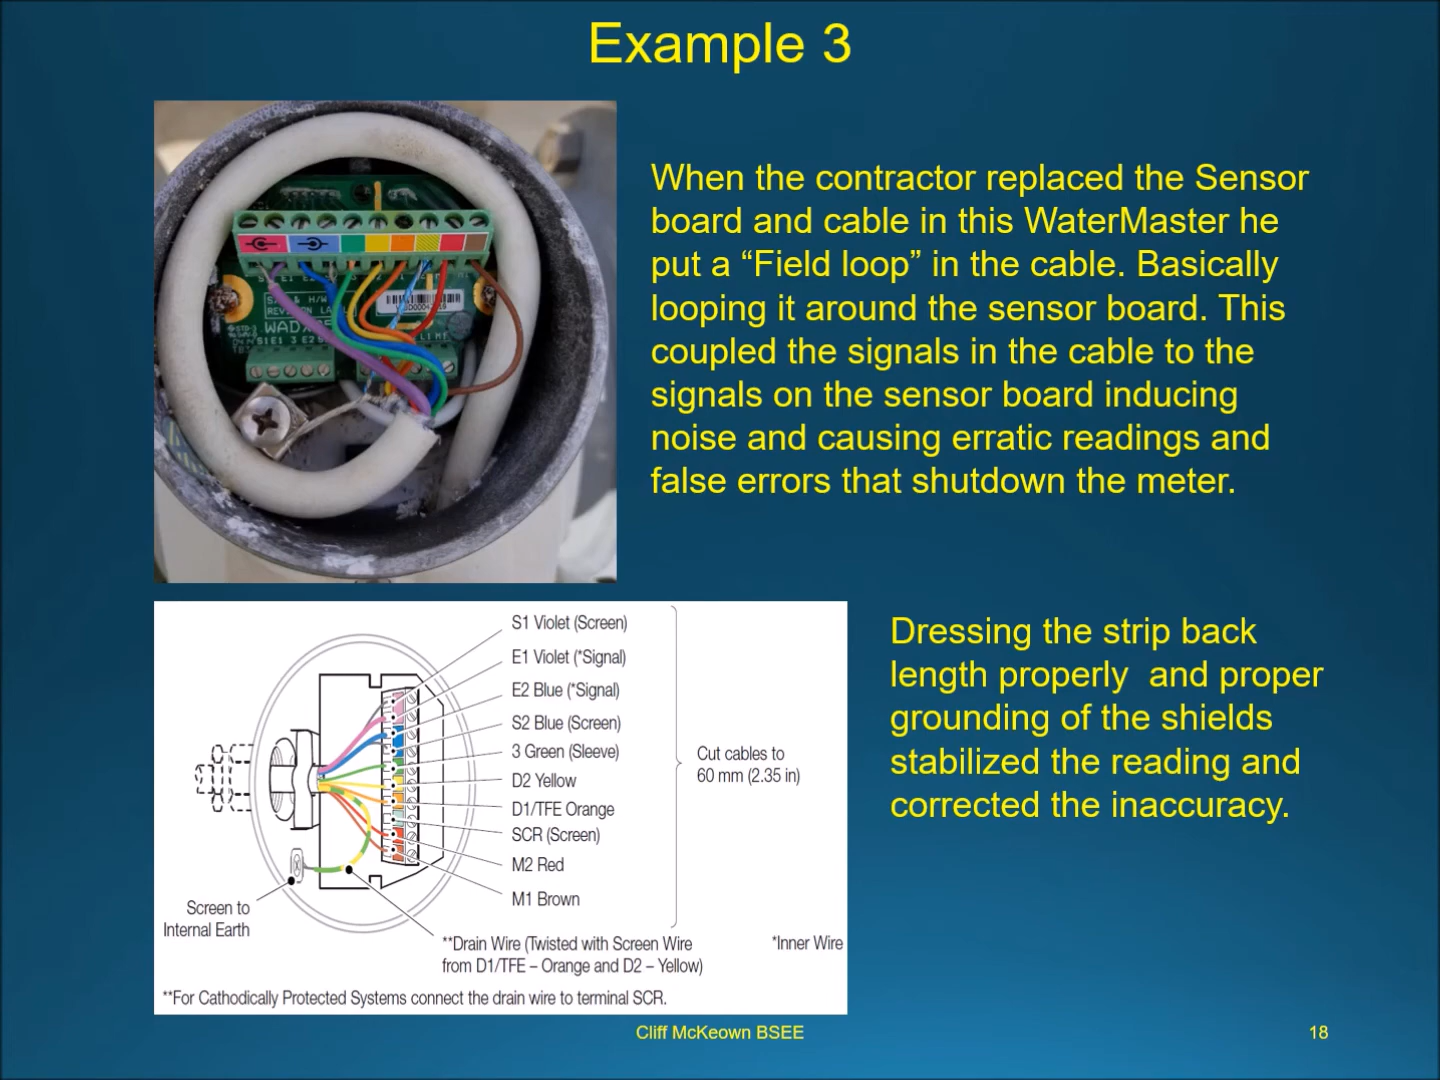 Example 3
When the contractor replaced the Sensor
board and cable in this WaterMaster he
put a “Field loop” in the cable. Basically
looping it around the sensor board. This
coupled the signals in the cable to the
signals on the sensor board inducing
noise and causing erratic readings and
false errors that shutdown the meter.
S1 Violet (Screen)
E1 Violet (*Signal)
E2 Blue (*Signal)
S2 Blue (Screen)
3 Green (Sleeve)
D2 Yellow
D1/TFE Orange
SCR (Screen)
M2 Red
M1 Brown
Cut cables to
60 mm (2.35 in)
Screen to
Internal Earth
**Drain Wire (Twisted with Screen Wire
from D1/TFE – Orange and D2 – Yellow)
*Inner Wire
**For Cathodically Protected Systems connect the drain wire to terminal SCR.
Dressing the strip back
length properly  and proper
grounding of the shields
stabilized the reading and
corrected the inaccuracy.
Cliff McKeown BSEE
18